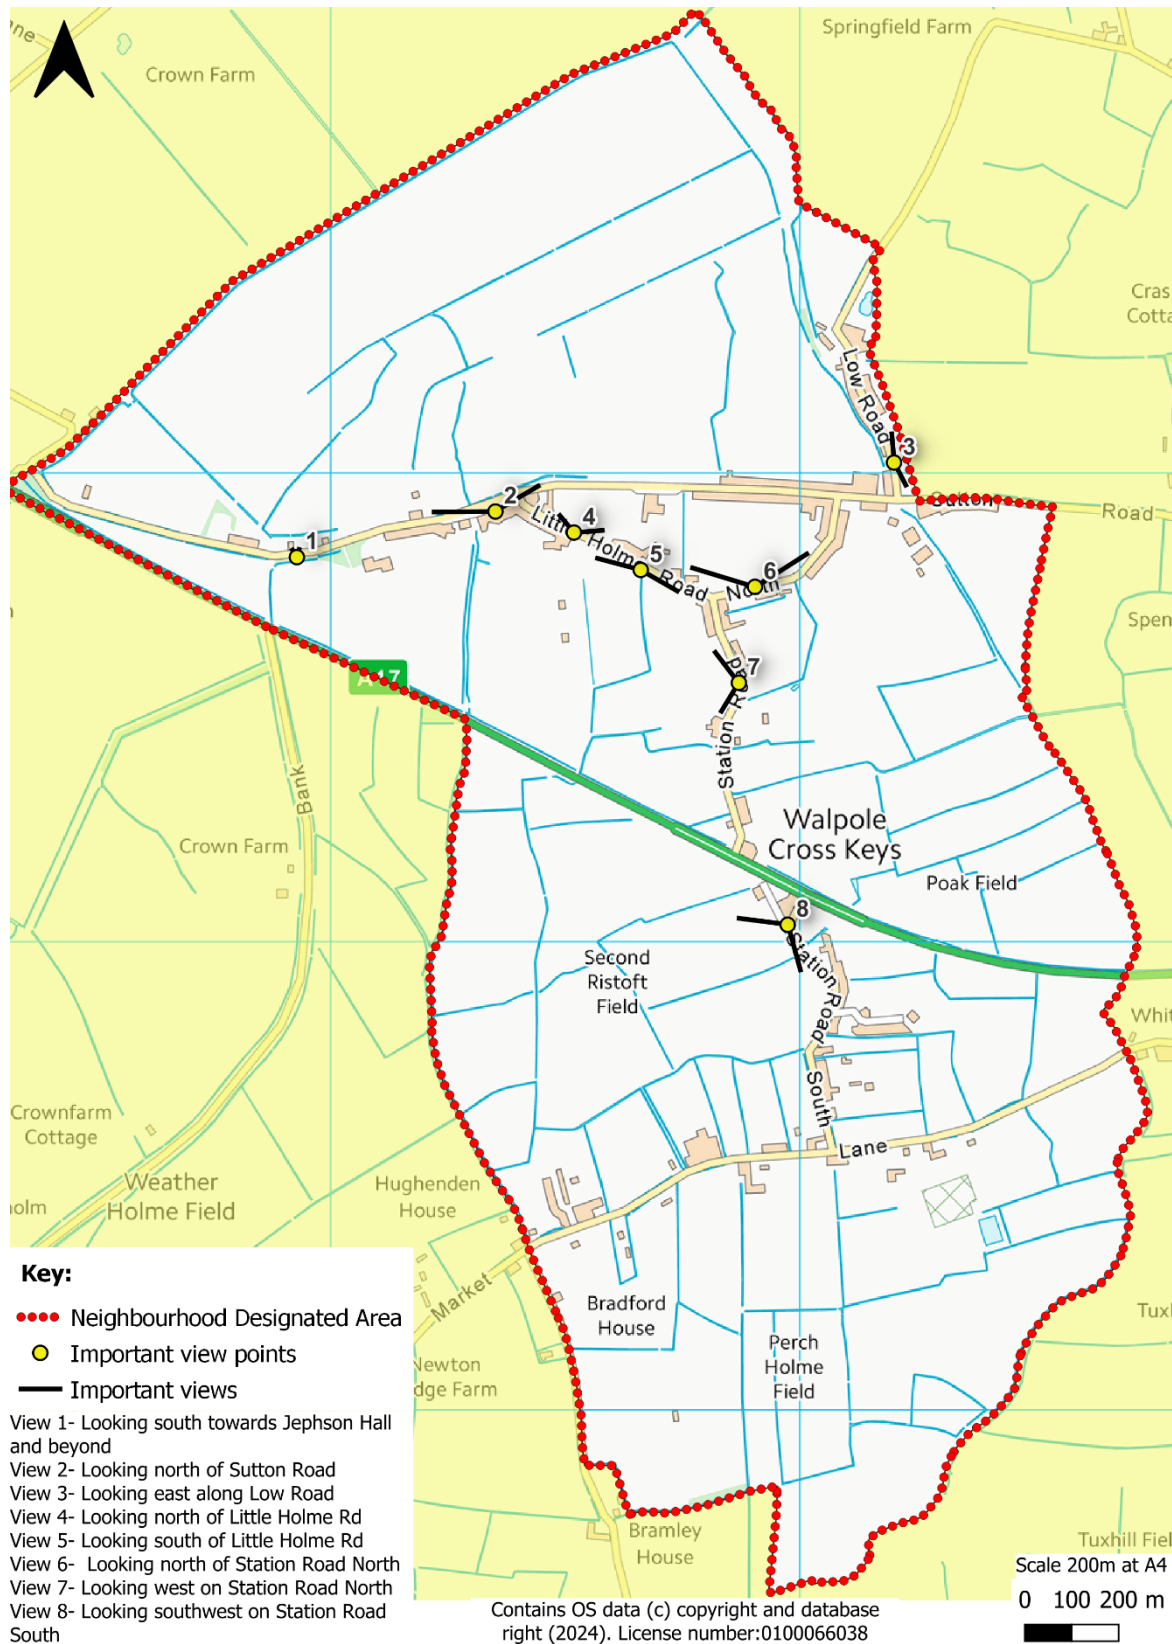 Springfield Farm
Crown Farm
Cras
Cotta
Low Road
3
2
Little Holme Road
4
1
5
6
North
Sutton
Road
Spen
A17
7
Station Road
Bank
Walpole
Cross Keys
Crown Farm
Poak Field
8
Second
Ristoft
Field
Station Road
South
Whit
Crownfarm
Cottage
Lane
Weather
Holme Field
olm
Hughenden
House
Market
Bradford
House
Tuxl
Perch
Holme
Field
Newton
dge Farm
Bramley
House
Tuxhill Fiel
Key:
Neighbourhood Designated Area
Important view points
Important views
View 1- Looking south towards Jephson Hall
and beyond
View 2- Looking north of Sutton Road
View 3- Looking east along Low Road
View 4- Looking north of Little Holme Rd
View 5- Looking south of Little Holme Rd
View 6- Looking north of Station Road North
View 7- Looking west on Station Road North
View 8- Looking southwest on Station Road
South
Contains OS data (c) copyright and database
right (2024). License number:0100066038
Scale 200m at A4
0 100 200 m